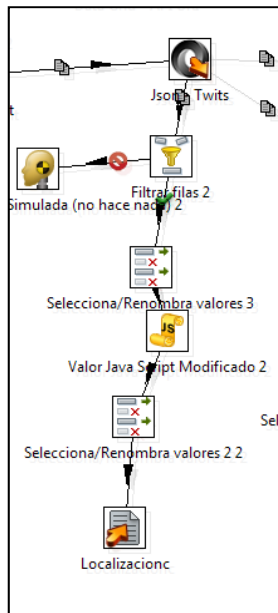 Json Twits
t
Filtrar filas 2
Simulada (no hace nada) 2
Selecciona/Renombra valores 3
JS
Valor Java Script Modificado 2
Sel
Selecciona/Renombra valores 2 2
Localizacionc